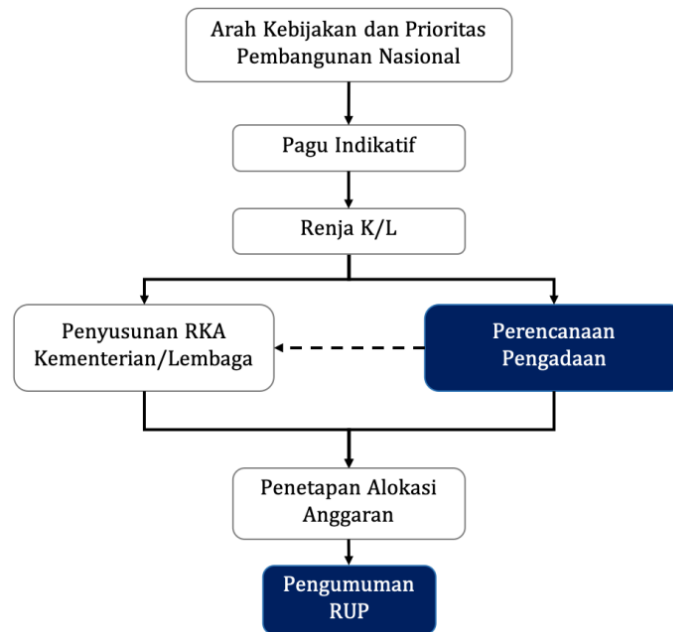 Arah Kebijakan dan Prioritas
Pembangunan Nasional
Pagu Indikatif
Renja K/L
Penyusunan RKA
Kementerian/Lembaga
Perencanaan
Pengadaan
Penetapan Alokasi
Anggaran
Pengumuman
RUP